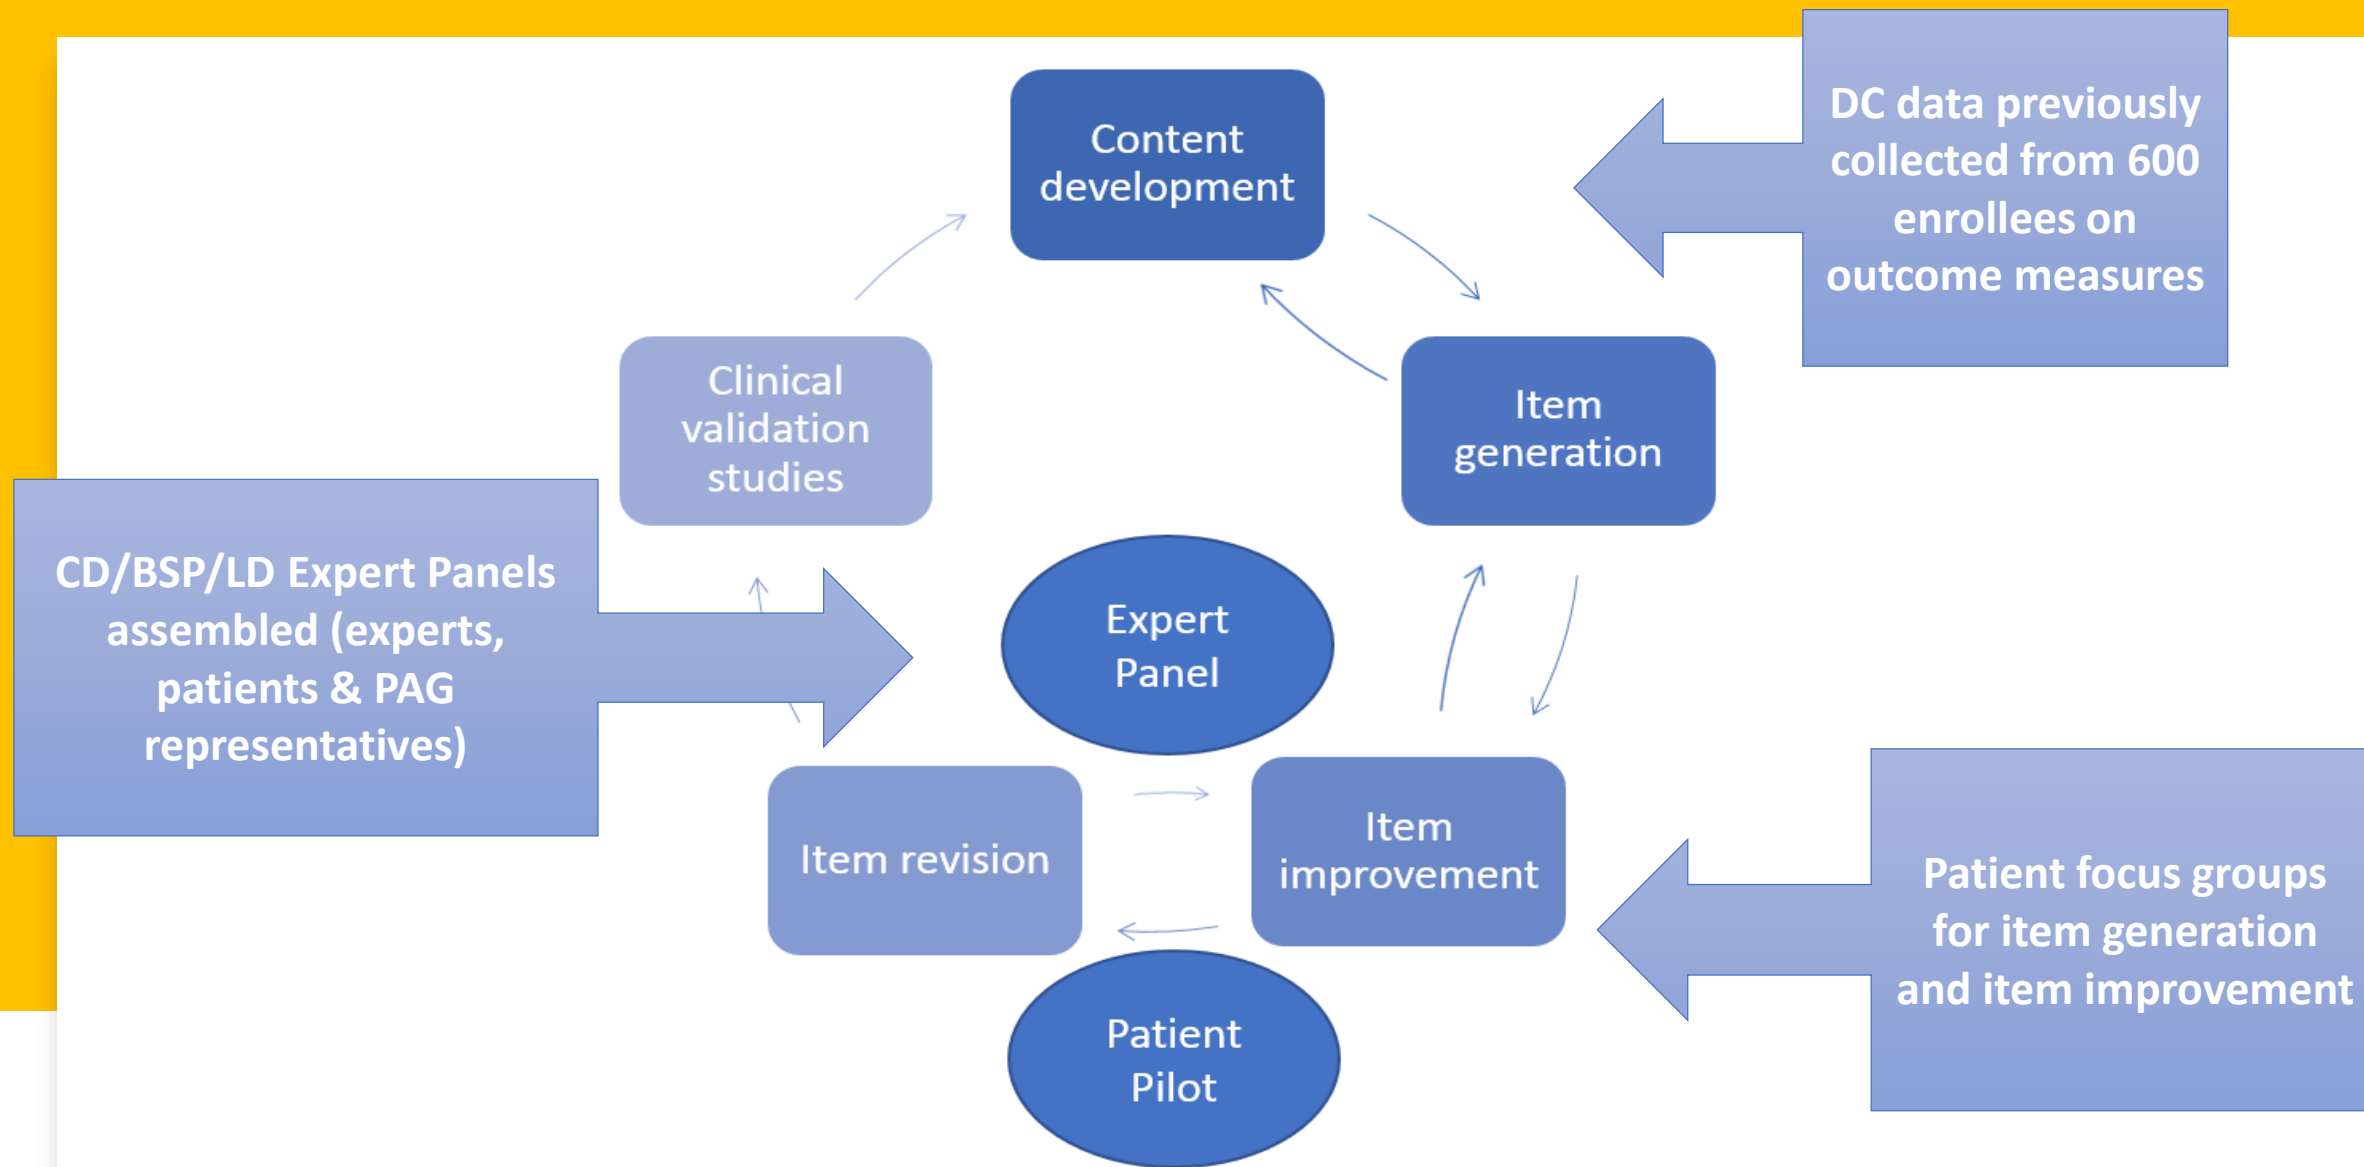 Content
development
DC data previously
collected from 600
enrollees on
outcome measures
Clinical
validation
studies
Item
generation
CD/BSP/LD Expert Panels
assembled (experts,
patients & PAG
representatives)
Expert
Panel
Item revision
Item
improvement
Patient focus groups
for item generation
and item improvement
Patient
Pilot